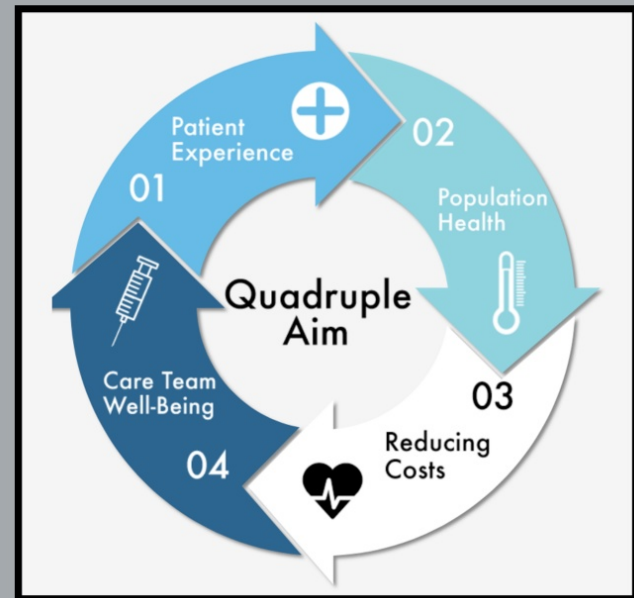 01
Patient
Experience
02
Population
Health
03
Reducing
Costs
04
Care Team
Well-Being
Quadruple
Aim